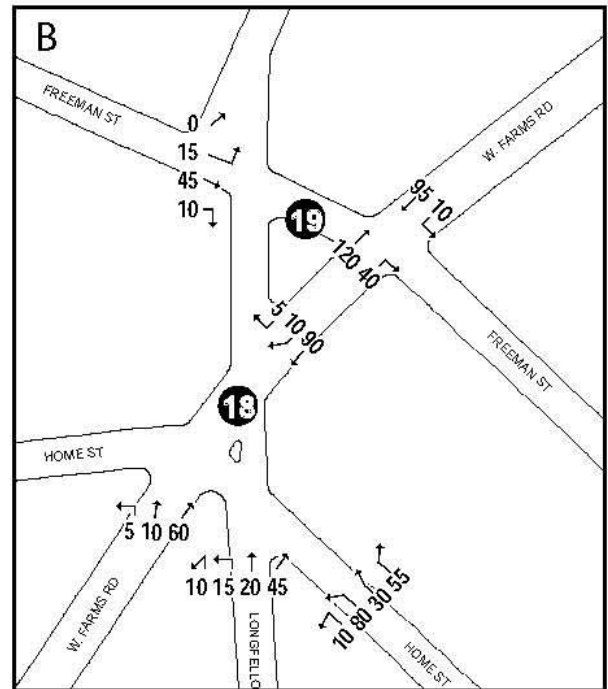 B
FREEMAN ST
W. FARMS RD
0
15
45
10
95 10
19
120 40
5 10 90
FREEMAN ST
18
HOME ST
5 10 60
10 15 20 45
10 80 30 55
W. FARMS RD
LONGFELLO
HOME ST